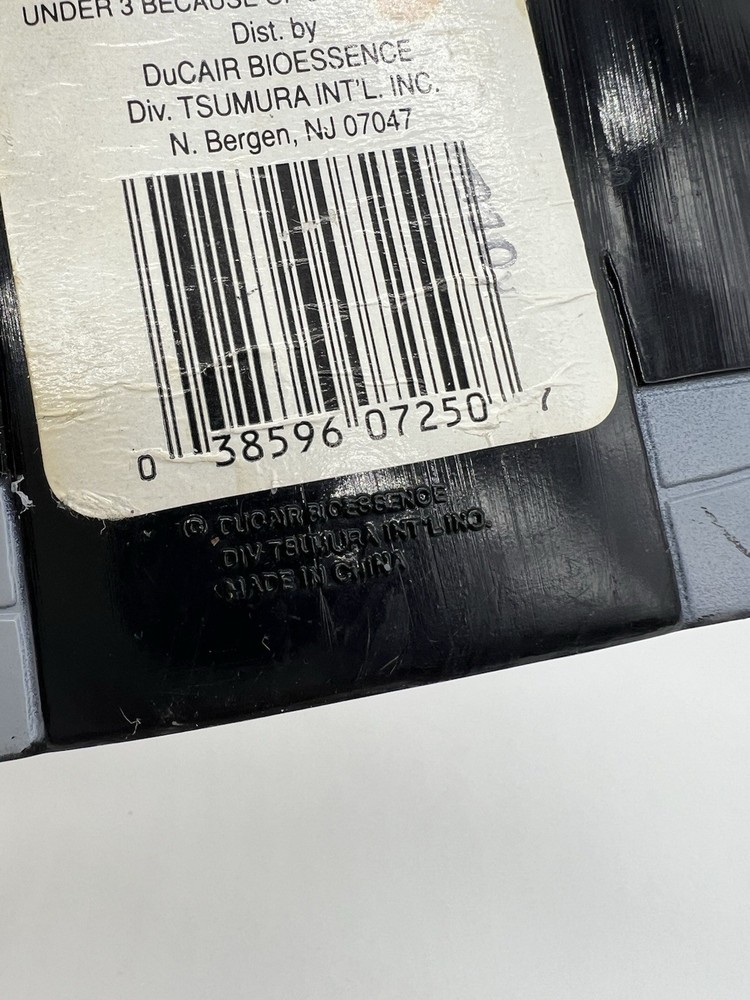 UNDER 3 BECAUSE OF
Dist. by
DuCAIR BIOESSENCE
Div. TSUMURA INT'L. INC.
N. Bergen, NJ 07047
0 38596 07250 7
© DUCAIR BIOESSENCE
DIV. TSUMURA INT'L INC.
MADE IN CHINA